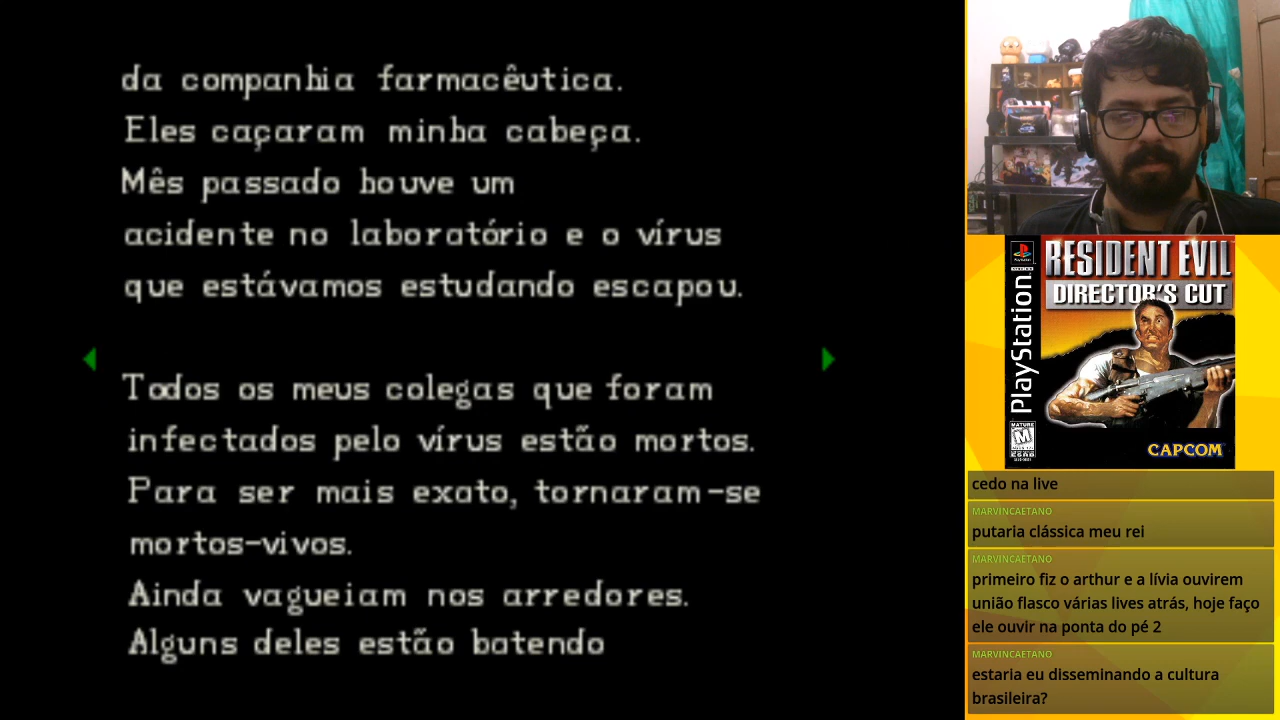 da companhia farmacêutica.
Eles caçaram minha cabeça.
Mês passado houve um
acidente no laboratório e o vírus
que estávamos estudando escapou.
Todos os meus colegas que foram
infectados pelo vírus estão mortos.
Para ser mais exato, tornaram-se
mortos-vivos.
Ainda vagueiam nos arredores.
Alguns deles estão batendo
PlayStation
RESIDENT EVIL
DIRECTOR'S CUT
MATURE
M
CAPCOM
cedo na live
MARVINCAETANO
putaria clássica meu rei
MARVINCAETANO
primeiro fiz o arthur e a lívia ouvirem
união flasco várias lives atrás, hoje faço
ele ouvir na ponta do pé 2
MARVINCAETANO
estaria eu disseminando a cultura
brasileira?